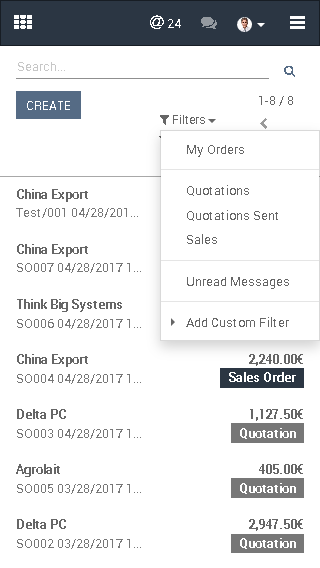 @ 24
Search...
CREATE
1-8 / 8
Filters
My Orders
Quotations
Quotations Sent
Sales
Unread Messages
Add Custom Filter
China Export
Test/001 04/28/201...
China Export
SO007 04/28/2017 1...
Think Big Systems
SO006 04/28/2017 1...
China Export 2,240.00€
SO004 04/28/2017 1... Sales Order
Delta PC 1,127.50€
SO003 04/28/2017 1... Quotation
Agrolait 405.00€
SO005 03/28/2017 1... Quotation
Delta PC 2,947.50€
SO002 03/28/2017 1... Quotation